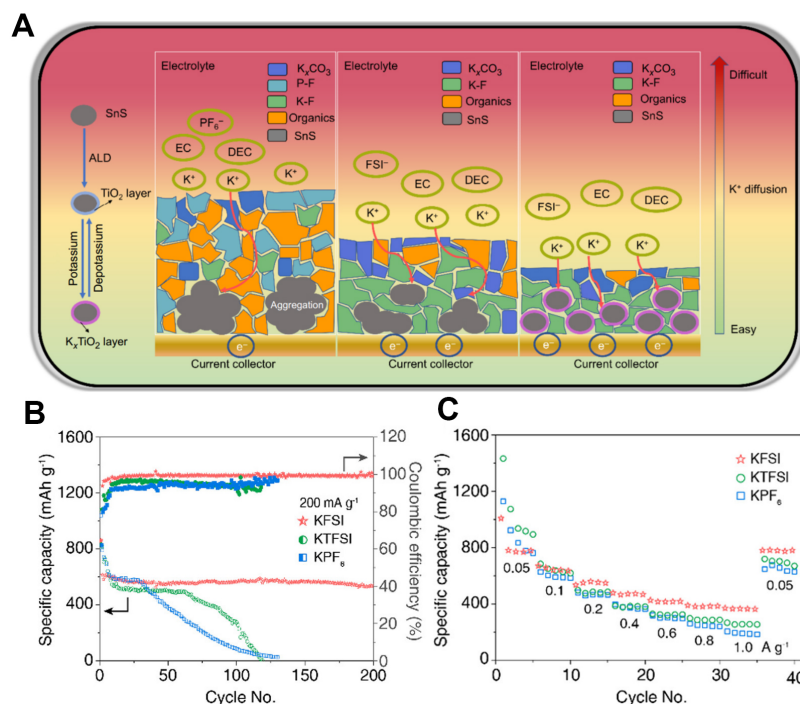 A
SnS
ALD
TiO₂ layer
Potassium
Depotassium
KₓTiO₂ layer
Electrolyte
KₓCO₃
P-F
K-F
Organics
SnS
PF₆⁻
EC
DEC
K⁺
K⁺
K⁺
Aggregation
e⁻
Current collector
Electrolyte
KₓCO₃
K-F
Organics
SnS
FSI⁻
EC
DEC
K⁺
K⁺
K⁺
e⁻
e⁻
Current collector
Electrolyte
KₓCO₃
K-F
Organics
SnS
FSI⁻
EC
DEC
K⁺
K⁺
K⁺
e⁻
e⁻
e⁻
Current collector
Difficult
K⁺ diffusion
Easy
B
Specific capacity (mAh g⁻¹)
1600
1200
800
400
0
120
100
80
60
40
20
0
Coulombic efficiency (%)
200 mA g⁻¹
KFSI
KTFSI
KPF₆
0 50 100 150 200
Cycle No.
C
Specific capacity (mAh g⁻¹)
1600
1200
800
400
0
KFSI
KTFSI
KPF₆
0.05
0.1
0.2
0.4
0.6
0.8
1.0 A g⁻¹
0.05
0 10 20 30 40
Cycle No.